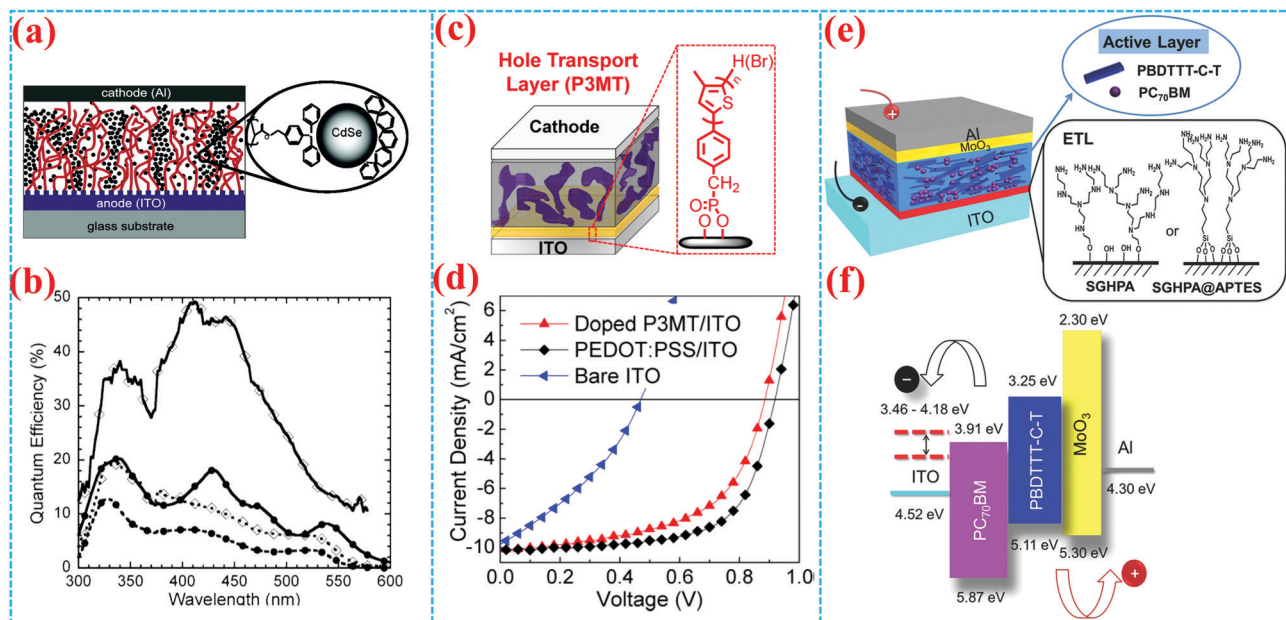 (a)
cathode (Al)
CdSe
anode (ITO)
glass substrate
(b)
Quantum Efficiency (%)
50
40
30
20
10
0
300 350 400 450 500 550 600
Wavelength (nm)
(c)
Hole Transport
Layer (P3MT)
Cathode
ITO
H(Br)
n
S
CH2
P
O
O
O
(d)
Current Density (mA/cm²)
6
4
2
0
-2
-4
-6
-8
-10
Doped P3MT/ITO
PEDOT:PSS/ITO
Bare ITO
0.0 0.2 0.4 0.6 0.8 1.0
Voltage (V)
(e)
Active Layer
PBDTTT-C-T
PC70BM
+
Al
MoO3
-
ITO
ETL
or
SGHPA
SGHPA@APTES
(f)
2.30 eV
3.25 eV
3.46 - 4.18 eV
3.91 eV
ITO
4.52 eV
PC70BM
PBDTTT-C-T
MoO3
Al
4.30 eV
5.11 eV
5.30 eV
5.87 eV
+